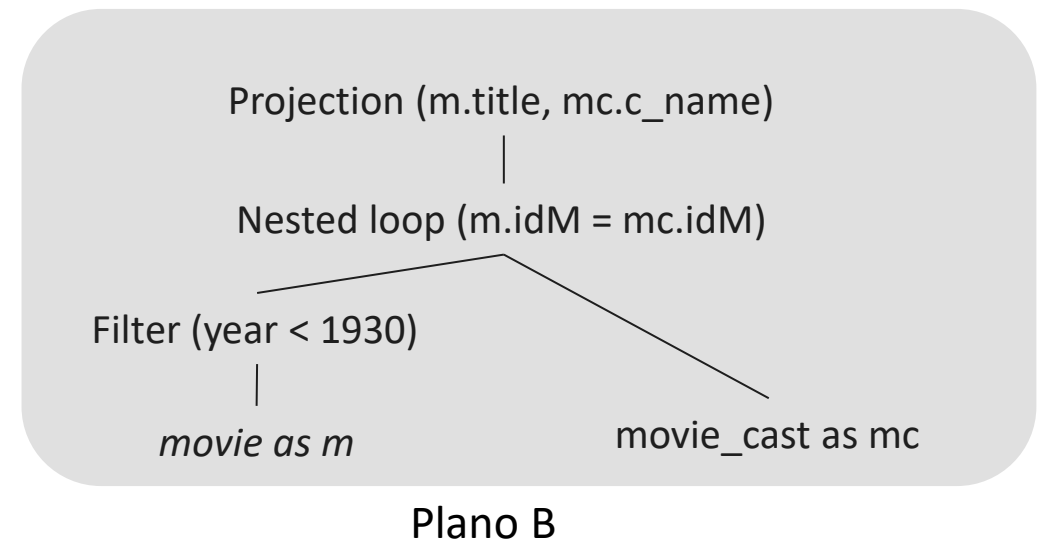 Projection (m.title, mc.c_name)
Nested loop (m.idM = mc.idM)
Filter (year < 1930)
movie as m
movie_cast as mc
Plano B